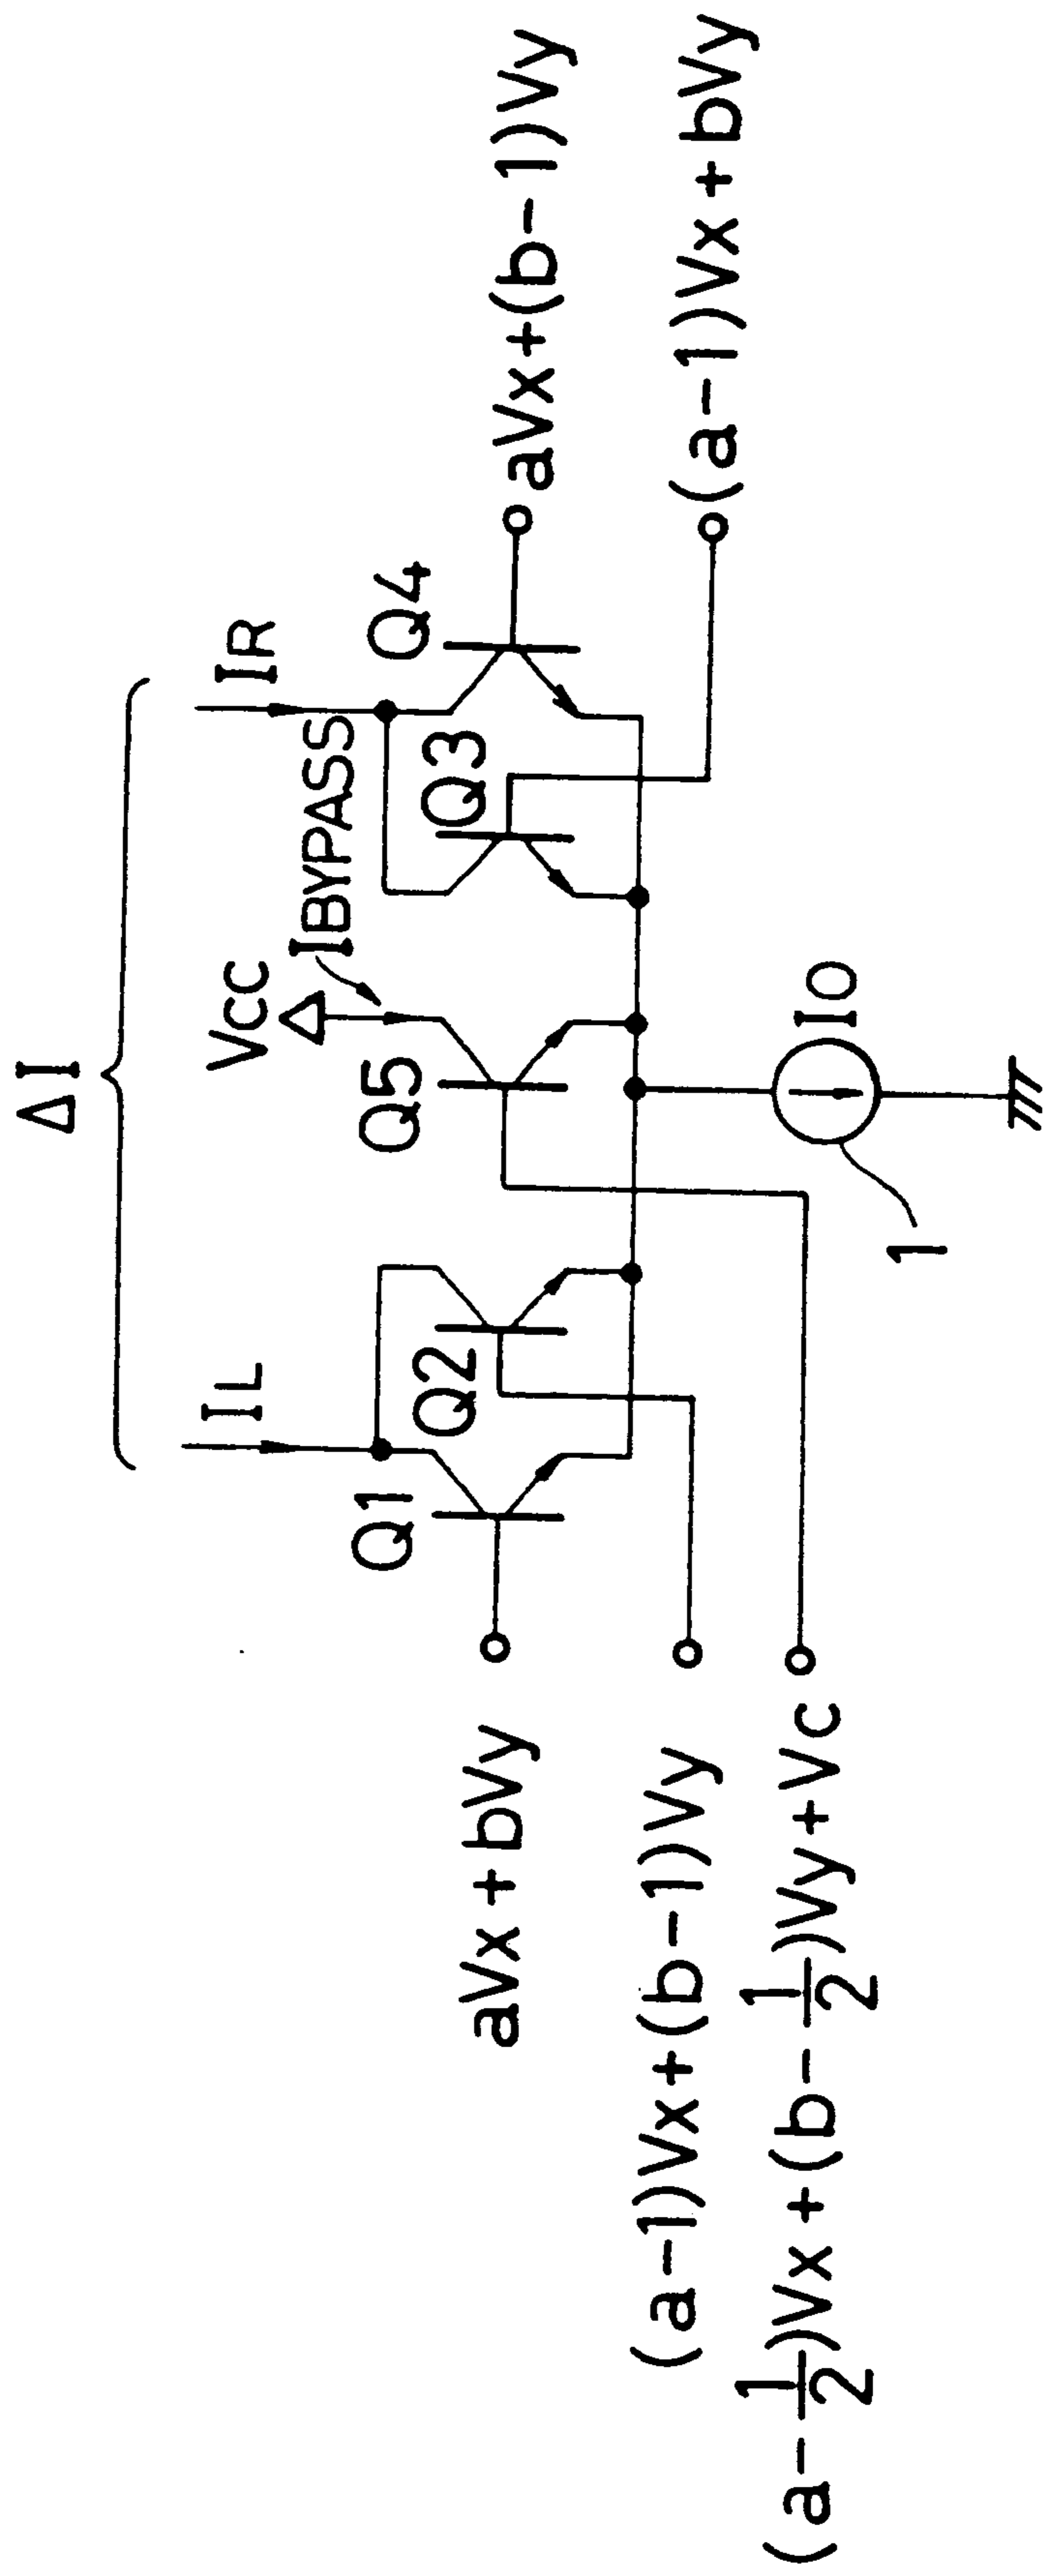 ΔI
IL
IR
VCC
IBYPASS
Q1
Q2
Q5
Q3
Q4
aVx+bVy
aVx+(b-1)Vy
(a-1)Vx+(b-1)Vy
(a-1)Vx+bVy
(a-1/2)Vx+(b-1/2)Vy+Vc
IO
1